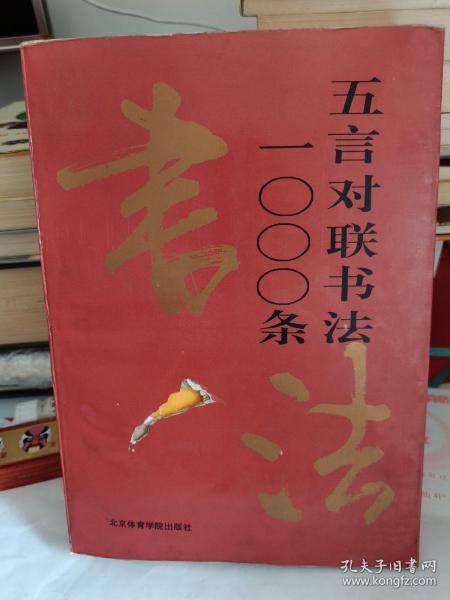 五言对联书法
一〇〇〇条
書法
北京体育学院出版社
孔夫子旧书网
www.kongfz.com